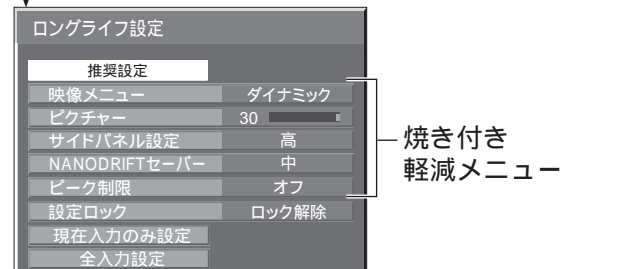 ロングライフ設定
推奨設定
映像メニュー ダイナミック
ピクチャー 30
サイドパネル設定 高
NANODRIFTセーバー 中
ピーク制限 オフ
設定ロック ロック解除
現在入力のみ設定
全入力設定
焼き付き
軽減メニュー